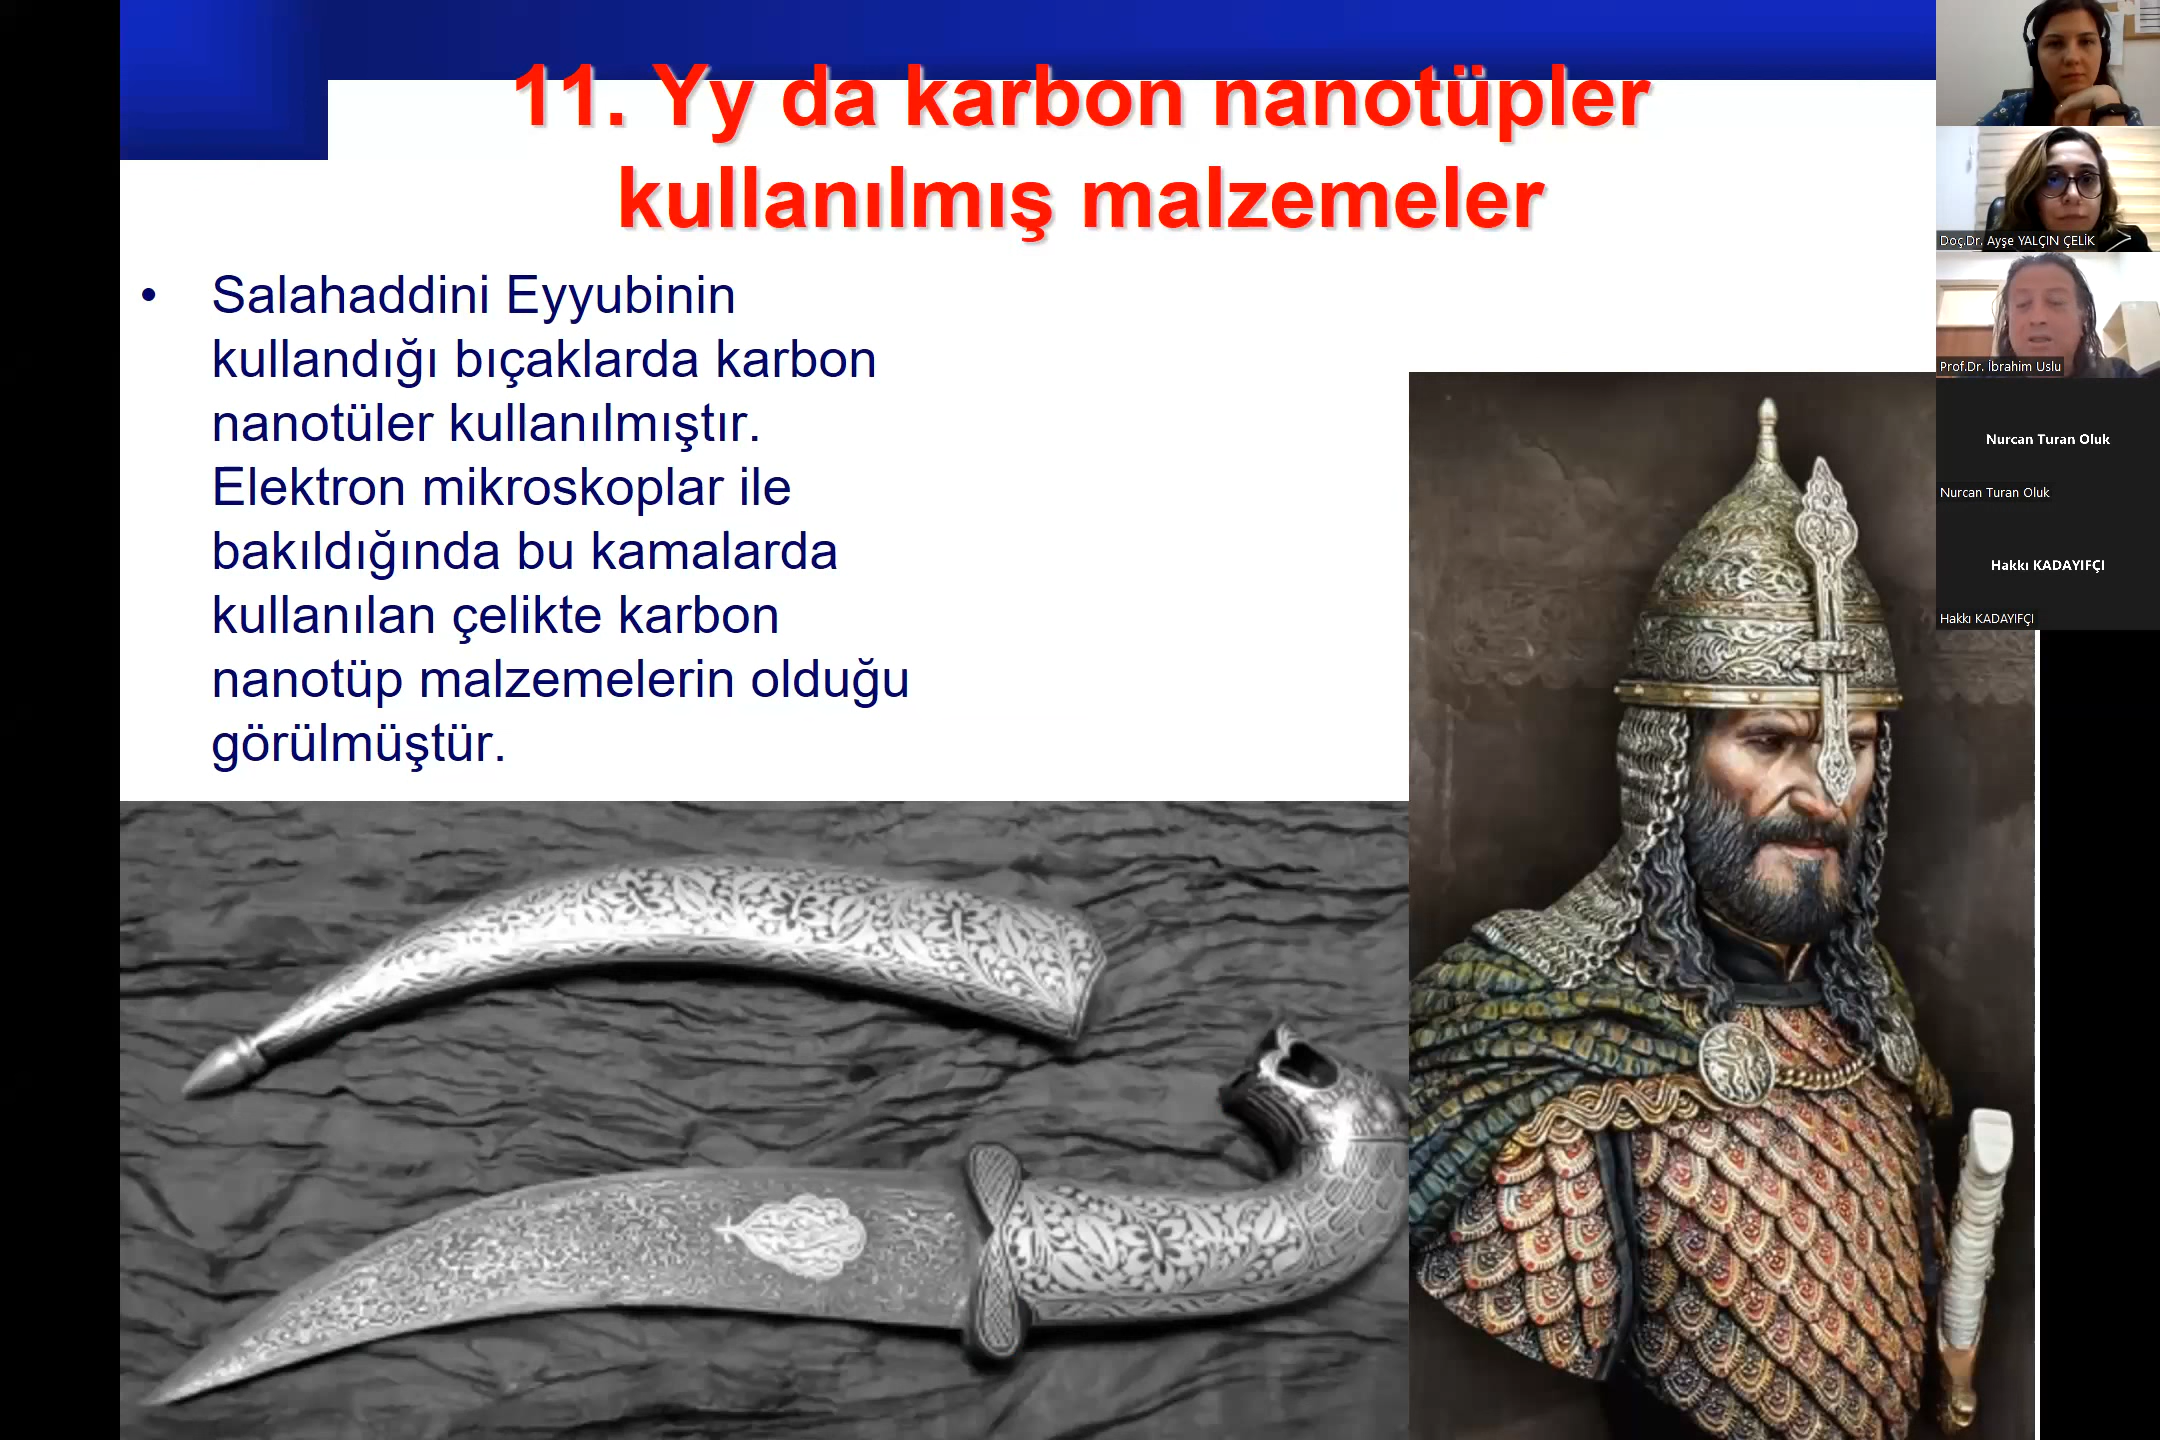 11. Yy da karbon nanotüpler
kullanılmış malzemeler
• Salahaddini Eyyubinin
kullandığı bıçaklarda karbon
nanotüler kullanılmıştır.
Elektron mikroskoplar ile
bakıldığında bu kamalarda
kullanılan çelikte karbon
nanotüp malzemelerin olduğu
görülmüştür.
Doç.Dr. Ayşe YALÇIN ÇELİK
Prof.Dr. İbrahim Uslu
Nurcan Turan Oluk
Nurcan Turan Oluk
Hakkı KADAYIFÇI
Hakkı KADAYIFÇI